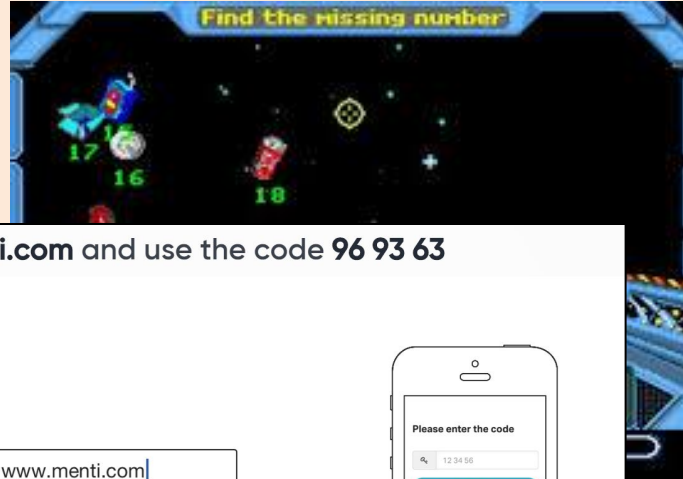 Find the missing number
15
17
16
18
i.com and use the code 96 93 63
Please enter the code
12 34 56
www.menti.com